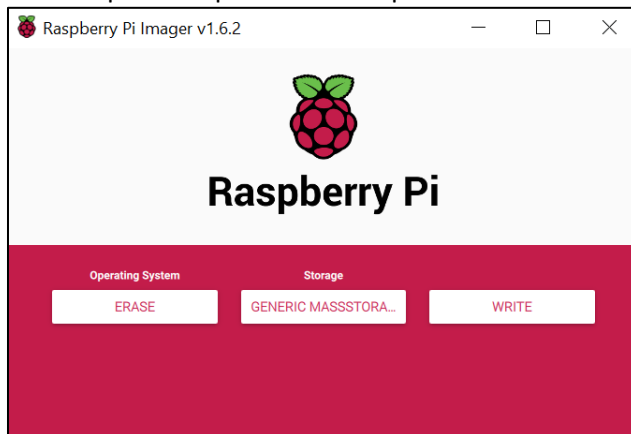 Raspberry Pi Imager v1.6.2
Raspberry Pi
Operating System Storage
ERASE GENERIC MASSSTORA... WRITE